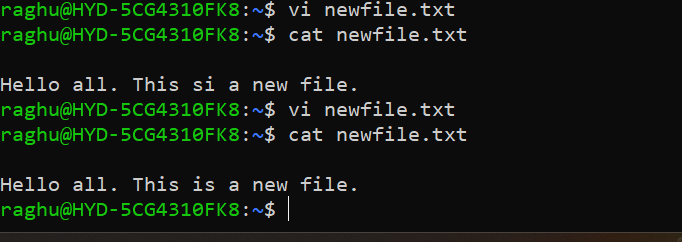 raghu@HYD-5CG4310FK8:~$ vi newfile.txt
raghu@HYD-5CG4310FK8:~$ cat newfile.txt
Hello all. This si a new file.
raghu@HYD-5CG4310FK8:~$ vi newfile.txt
raghu@HYD-5CG4310FK8:~$ cat newfile.txt
Hello all. This is a new file.
raghu@HYD-5CG4310FK8:~$